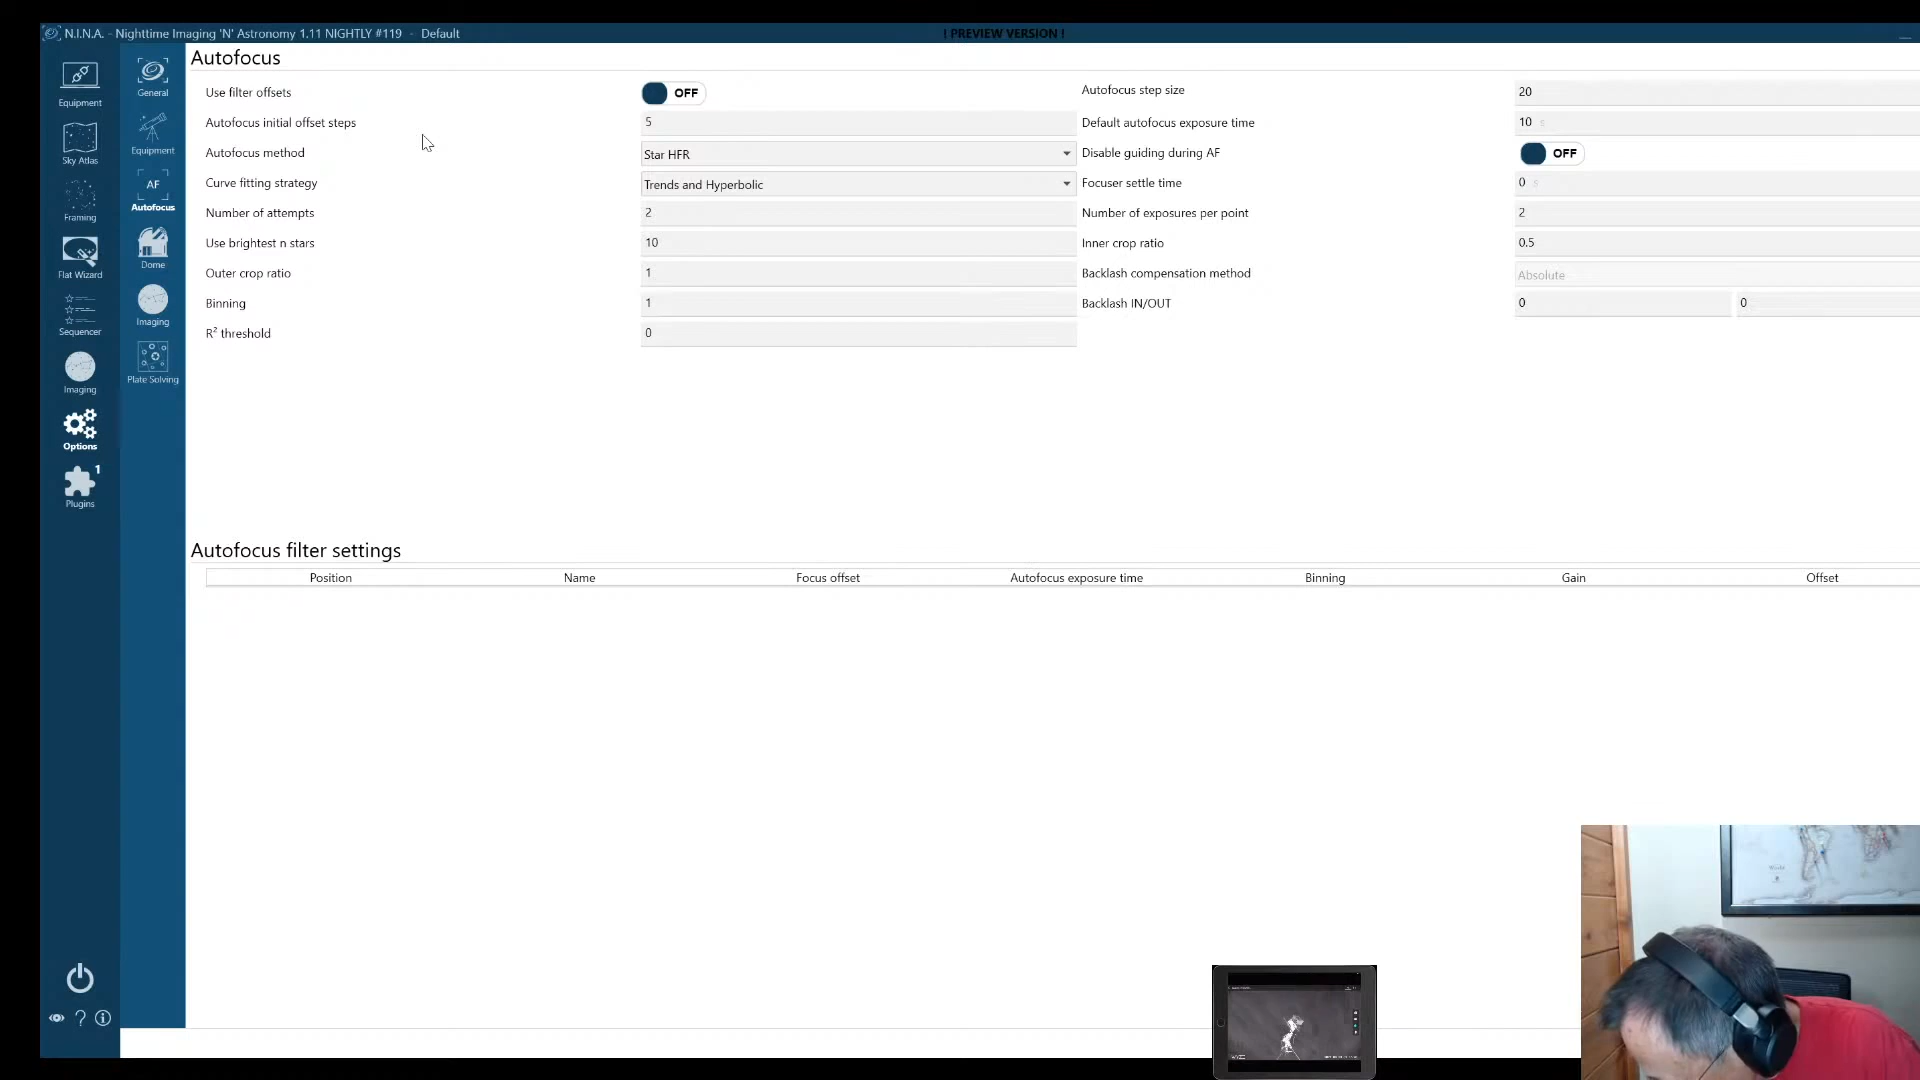 N.I.N.A. - Nighttime Imaging 'N' Astronomy 1.11 NIGHTLY #119 - Default
! PREVIEW VERSION !
Equipment
Sky Atlas
Framing
Flat Wizard
Sequencer
Imaging
Options
1
Plugins
General
Equipment
AF
Autofocus
Dome
Imaging
Plate Solving
Autofocus
Use filter offsets OFF Autofocus step size 20
Autofocus initial offset steps 5 Default autofocus exposure time 10 s
Autofocus method Star HFR Disable guiding during AF OFF
Curve fitting strategy Trends and Hyperbolic Focuser settle time 0 s
Number of attempts 2 Number of exposures per point 2
Use brightest n stars 10 Inner crop ratio 0.5
Outer crop ratio 1 Backlash compensation method Absolute
Binning 1 Backlash IN/OUT 0 0
R² threshold 0
Autofocus filter settings
Position Name Focus offset Autofocus exposure time Binning Gain Offset